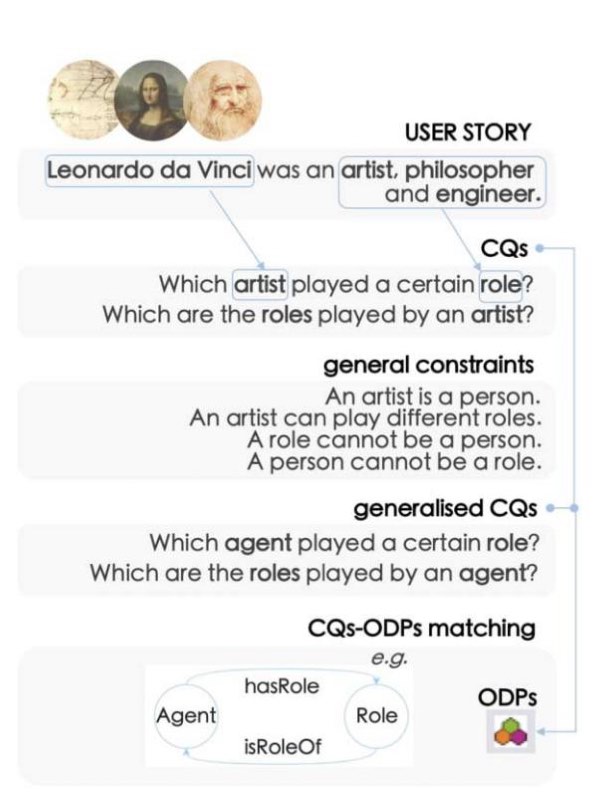 USER STORY
Leonardo da Vinci was an artist, philosopher
and engineer.
CQs
Which artist played a certain role?
Which are the roles played by an artist?
general constraints
An artist is a person.
An artist can play different roles.
A role cannot be a person.
A person cannot be a role.
generalised CQs
Which agent played a certain role?
Which are the roles played by an agent?
CQs-ODPs matching
e.g.
hasRole
Agent
Role
isRoleOf
ODPs